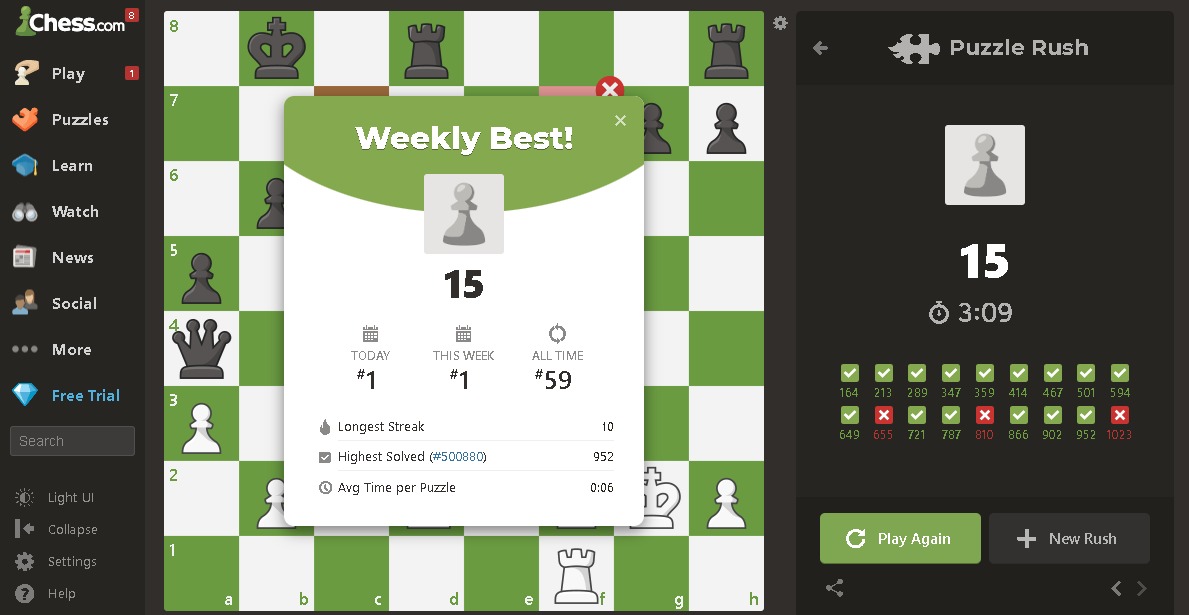 Chess.com
8
Play
1
Puzzles
Learn
Watch
News
Social
More
Free Trial
Search
Light UI
Collapse
Settings
Help
8
7
6
5
4
3
2
1
a b c d e f g h
Weekly Best!
15
TODAY THIS WEEK ALL TIME
#1 #1 #59
Longest Streak 10
Highest Solved (#500880) 952
Avg Time per Puzzle 0:06
Puzzle Rush
15
3:09
164 213 289 347 359 414 467 501 594
649 655 721 787 810 866 902 952 1023
Play Again
New Rush